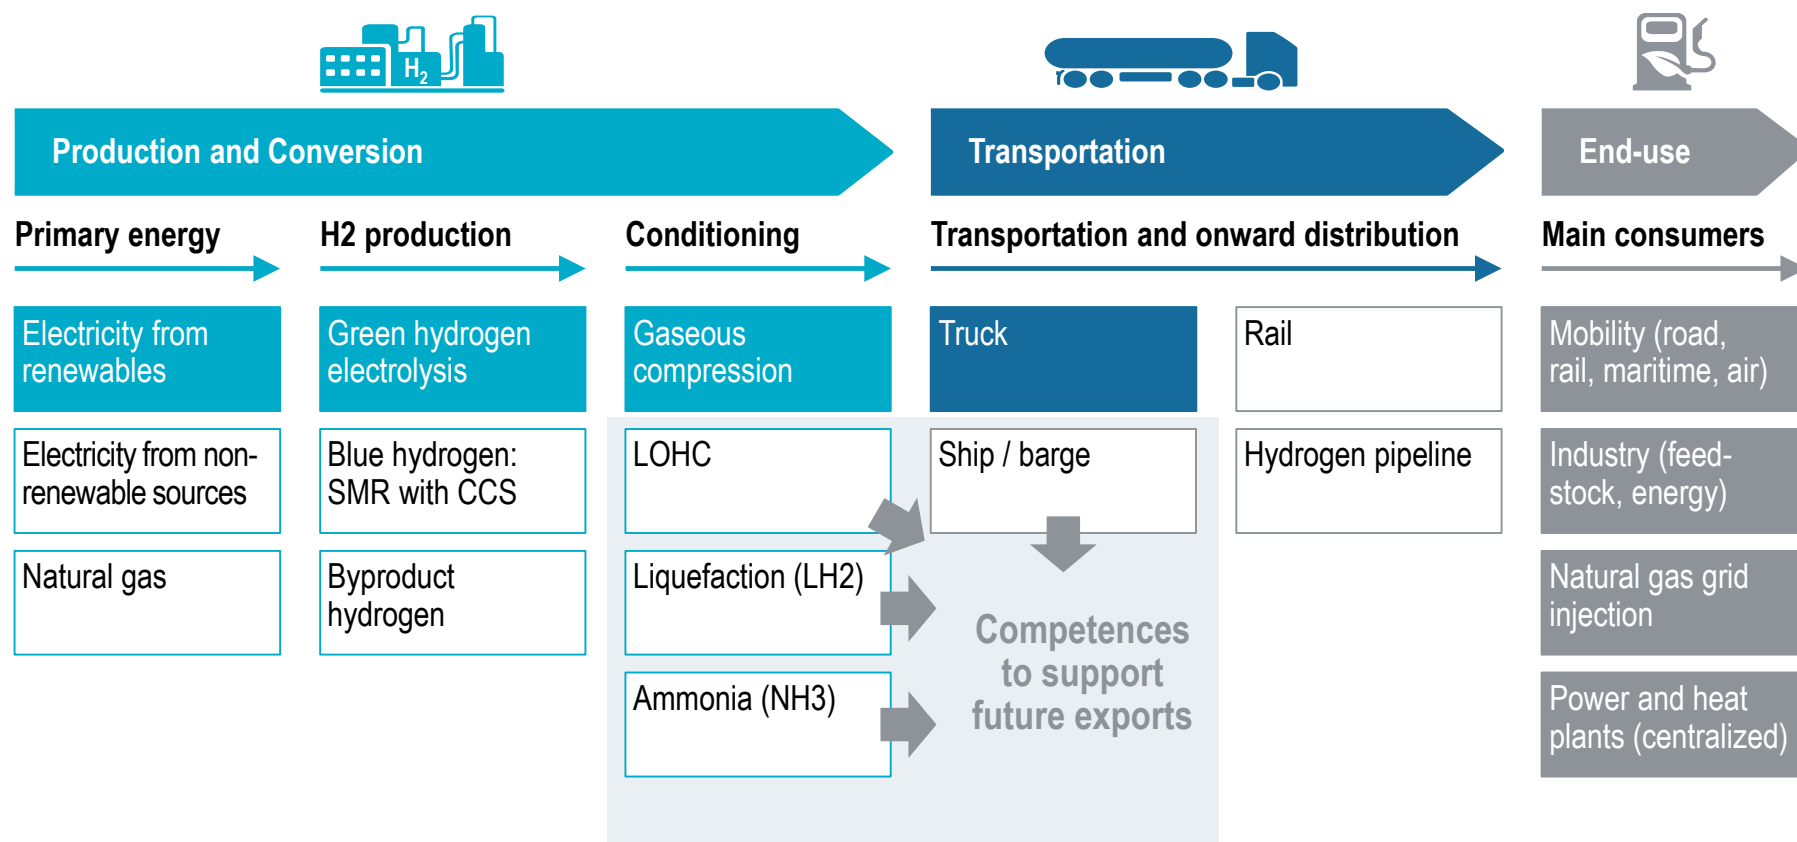 H2
Production and Conversion
Transportation
End-use
Primary energy
H2 production
Conditioning
Transportation and onward distribution
Main consumers
Electricity from
renewables
Green hydrogen
electrolysis
Gaseous
compression
Truck
Rail
Mobility (road,
rail, maritime, air)
Electricity from non-
renewable sources
Blue hydrogen:
SMR with CCS
LOHC
Ship / barge
Hydrogen pipeline
Industry (feed-
stock, energy)
Natural gas
Byproduct
hydrogen
Liquefaction (LH2)
Natural gas grid
injection
Competences
to support
future exports
Ammonia (NH3)
Power and heat
plants (centralized)